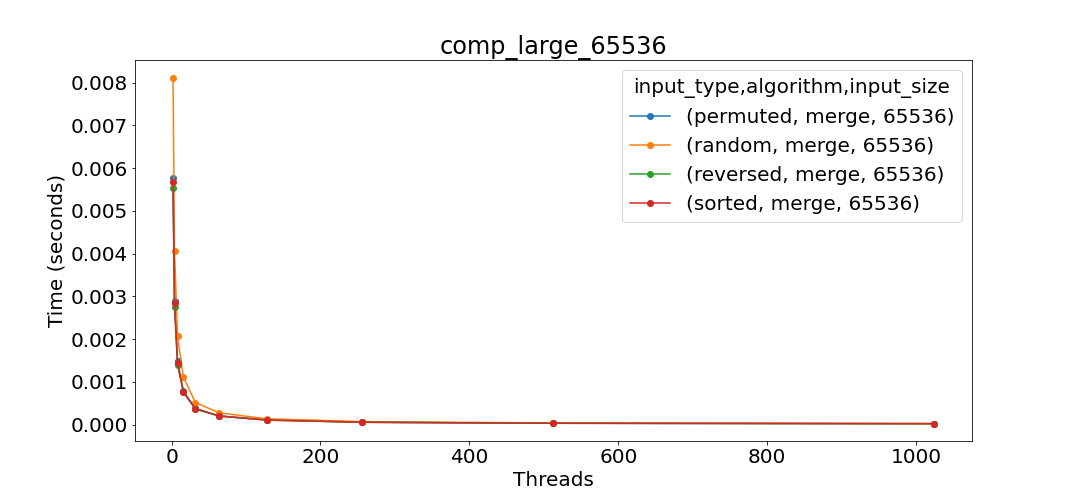 comp_large_65536
input_type,algorithm,input_size
(permuted, merge, 65536)
(random, merge, 65536)
(reversed, merge, 65536)
(sorted, merge, 65536)
Time (seconds)
0.008
0.007
0.006
0.005
0.004
0.003
0.002
0.001
0.000
0 200 400 600 800 1000
Threads